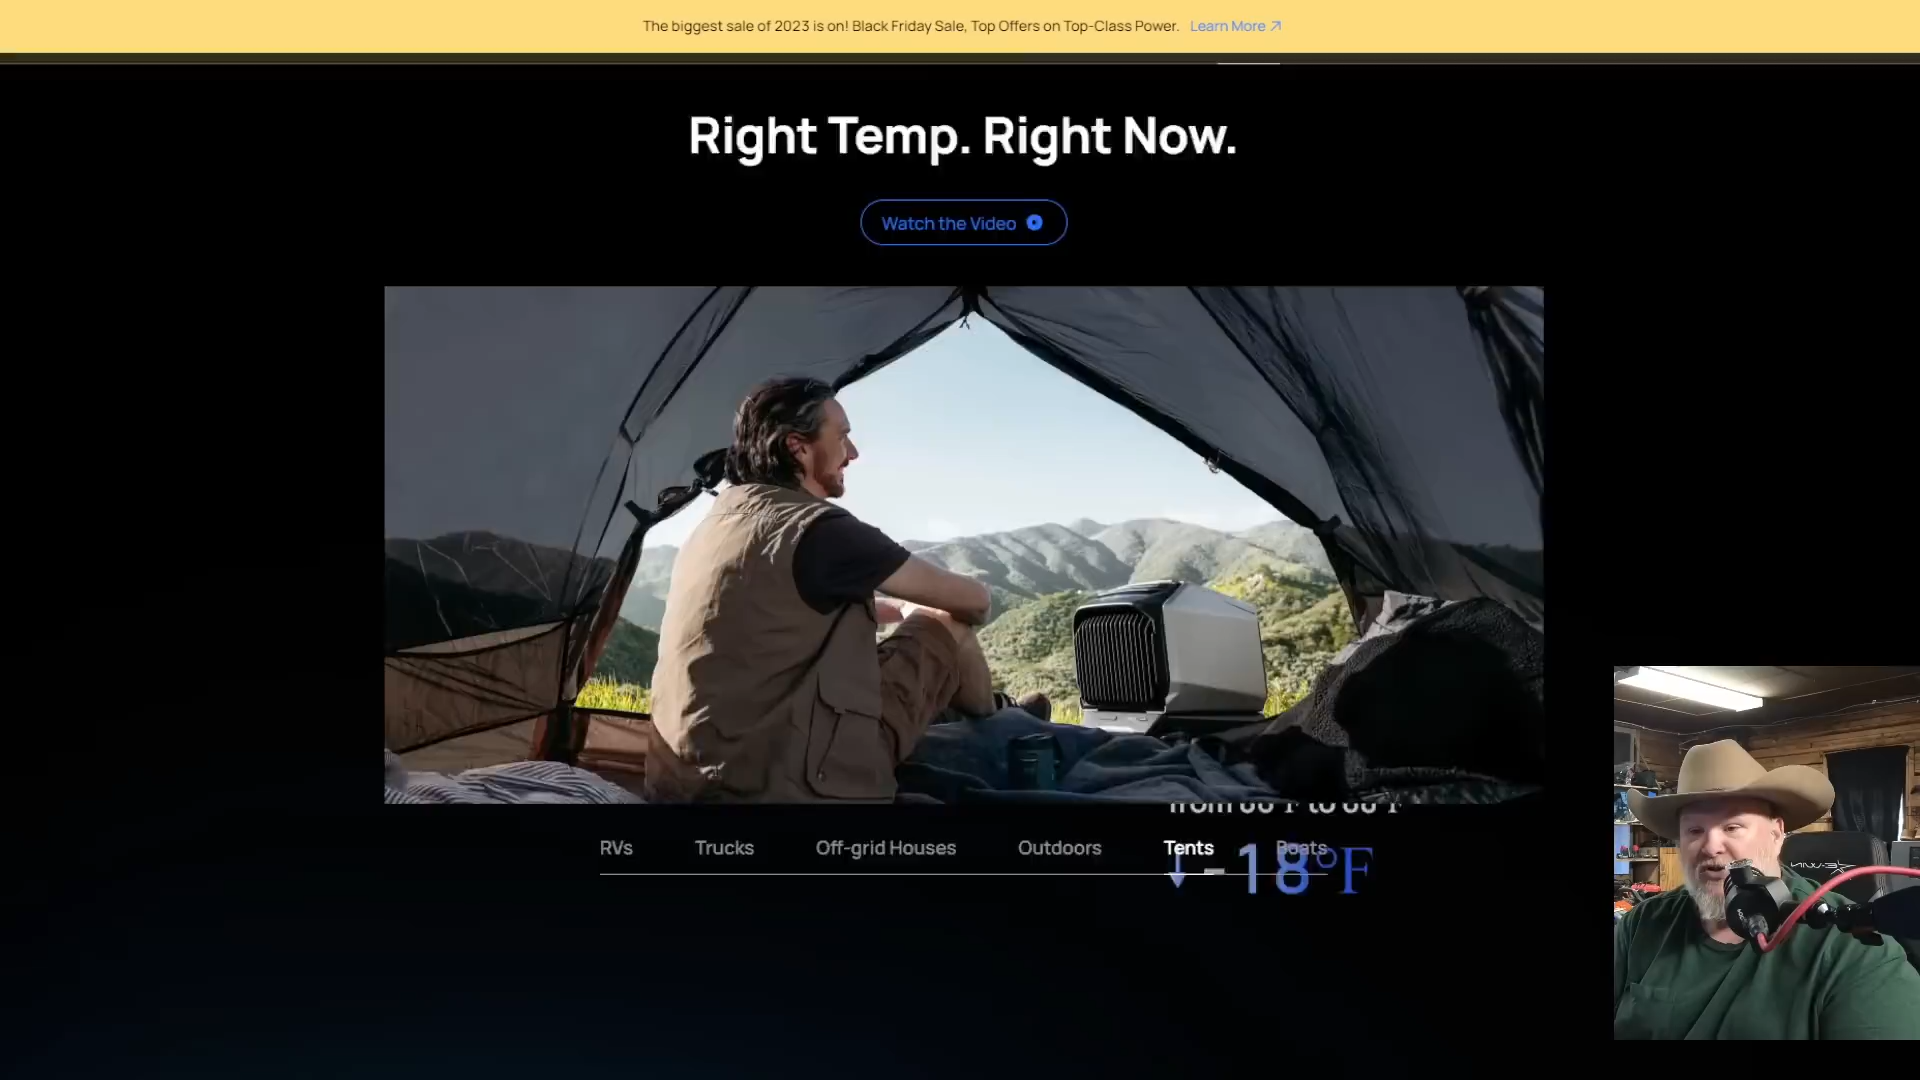 The biggest sale of 2023 is on! Black Friday Sale, Top Offers on Top-Class Power. Learn More
Right Temp. Right Now.
Watch the Video
RVs Trucks Off-grid Houses Outdoors Tents Boats
-18°F